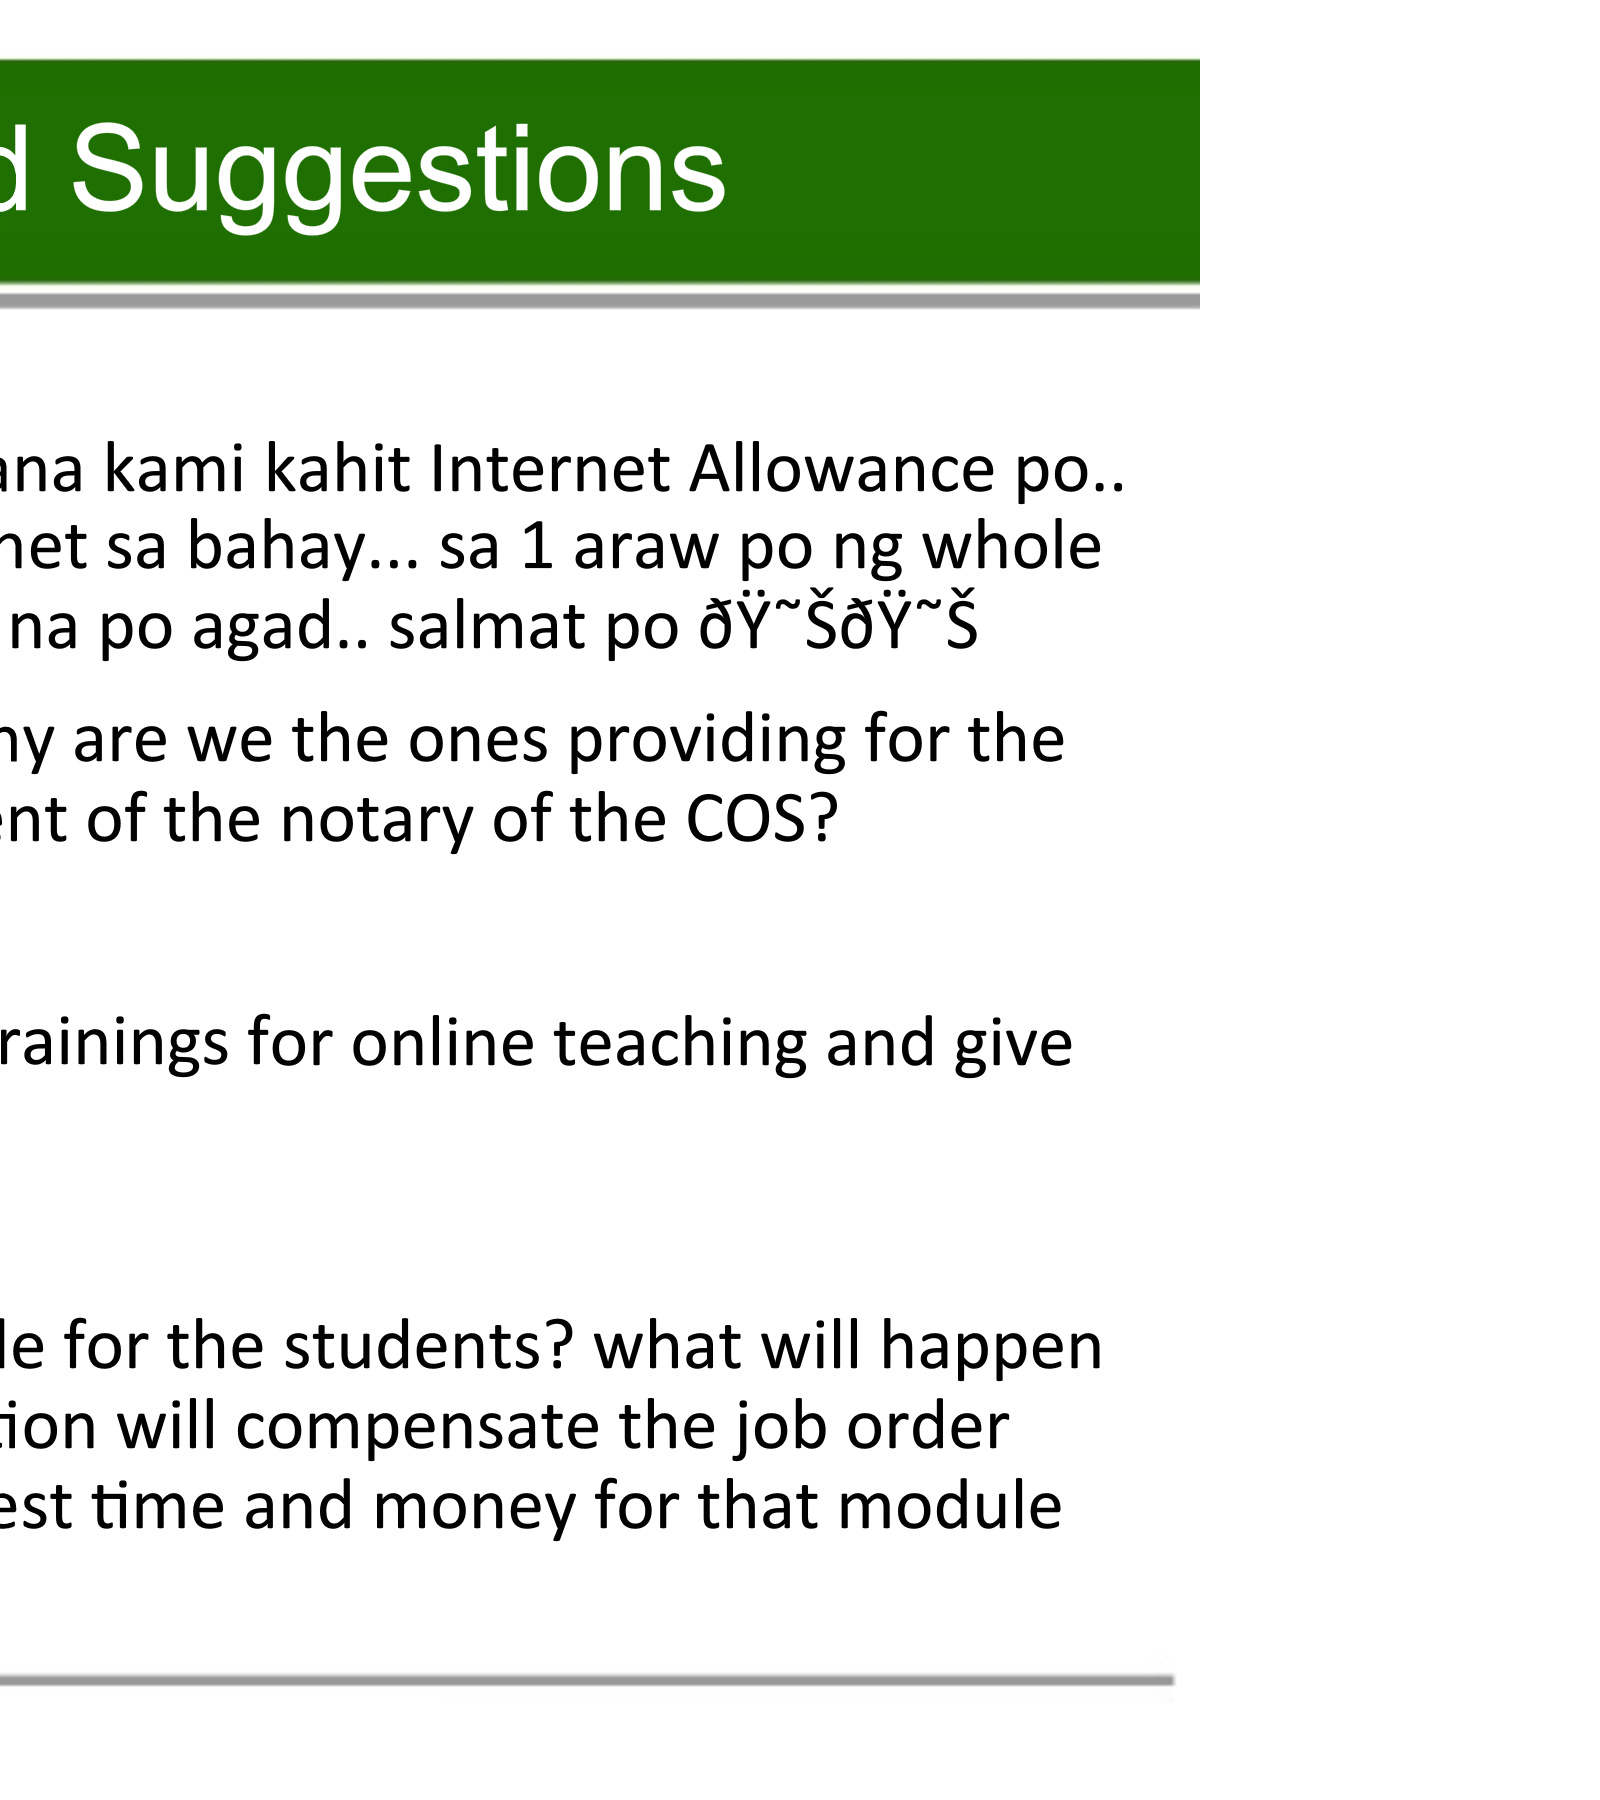 d Suggestions
ana kami kahit Internet Allowance po..
net sa bahay... sa 1 araw po ng whole
na po agad.. salmat po ðŸ˜ŠðŸ˜Š
hy are we the ones providing for the
ent of the notary of the COS?
rainings for online teaching and give
le for the students? what will happen
tion will compensate the job order
est time and money for that module